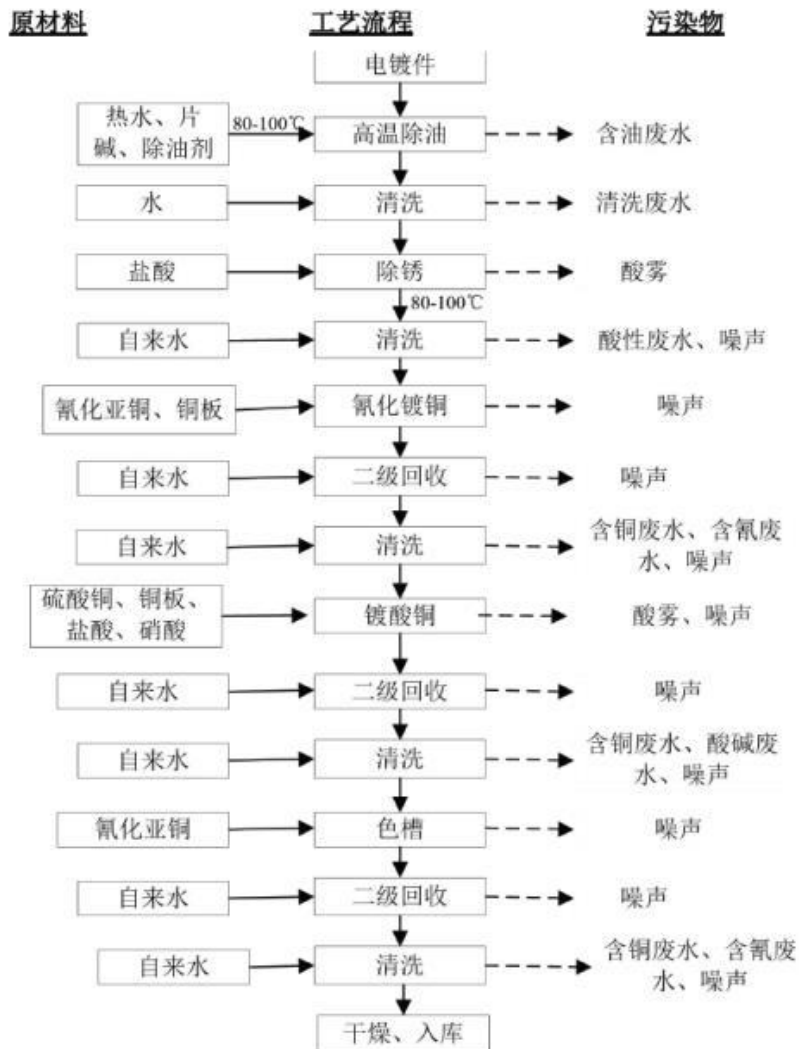 原材料
工艺流程
污染物
电镀件
热水、片
碱、除油剂
80-100℃
高温除油
含油废水
水
清洗
清洗废水
盐酸
除锈
酸雾
80-100℃
自来水
清洗
酸性废水、噪声
氰化亚铜、铜板
氰化镀铜
噪声
自来水
二级回收
噪声
自来水
清洗
含铜废水、含氰废
水、噪声
硫酸铜、铜板、
盐酸、硝酸
镀酸铜
酸雾、噪声
自来水
二级回收
噪声
自来水
清洗
含铜废水、酸碱废
水、噪声
氰化亚铜
色槽
噪声
自来水
二级回收
噪声
自来水
清洗
含铜废水、含氰废
水、噪声
干燥、入库